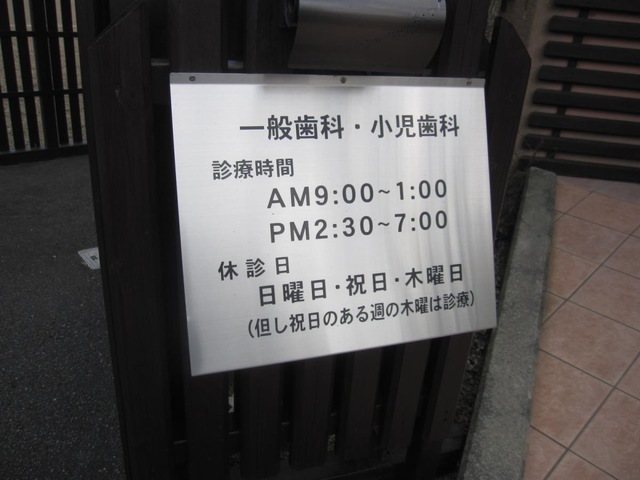 一般歯科・小児歯科
診療時間
AM9:00~1:00
PM2:30~7:00
休診日
日曜日・祝日・木曜日
(但し祝日のある週の木曜は診療)